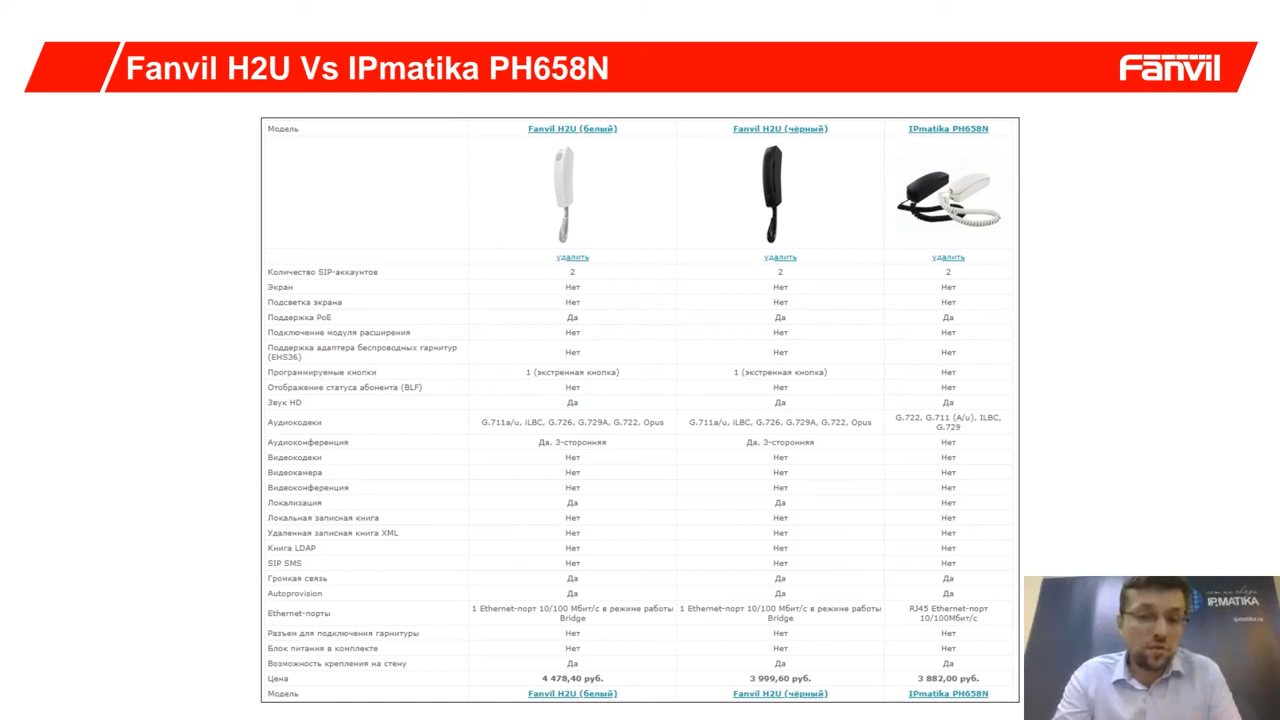 Fanvil H2U Vs IPmatika PH658N
Fanvil
Модель Fanvil H2U (белый) Fanvil H2U (чёрный) IPmatika PH658N
удалить удалить удалить
Количество SIP-аккаунтов 2 2 2
Экран Нет Нет Нет
Подсветка экрана Нет Нет Нет
Поддержка PoE Да Да Да
Подключение модуля расширения Нет Нет Нет
Поддержка адаптера беспроводных гарнитур
(EHS36) Нет Нет Нет
Программируемые кнопки 1 (экстренная кнопка) 1 (экстренная кнопка) Нет
Отображение статуса абонента (BLF) Нет Нет Нет
Звук HD Да Да Да
Аудиокодеки G.711a/u, iLBC, G.726, G.729A, G.722, Opus G.711a/u, iLBC, G.726, G.729A, G.722, Opus G.722, G.711 (A/u), ILBC,
G.729
Аудиоконференция Да, 3-сторонняя Да, 3-сторонняя Нет
Видеокодеки Нет Нет Нет
Видеокамера Нет Нет Нет
Видеоконференция Нет Нет Нет
Локализация Да Да Нет
Локальная записная книга Нет Нет Нет
Удаленная записная книга XML Нет Нет Нет
Книга LDAP Нет Нет Нет
SIP SMS Нет Нет Нет
Громкая связь Да Да Да
Autoprovision Да Да Да
Ethernet-порты 1 Ethernet-порт 10/100 Мбит/с в режиме работы 1 Ethernet-порт 10/100 Мбит/с в режиме работы RJ45 Ethernet-порт
Bridge Bridge 10/100Мбит/с
Разъем для подключения гарнитуры Нет Нет Нет
Блок питания в комплекте Нет Нет Нет
Возможность крепления на стену Да Да Да
Цена 4 478,40 руб. 3 999,60 руб. 3 882,00 руб.
Модель Fanvil H2U (белый) Fanvil H2U (чёрный) IPmatika PH658N
IPMATIKA
ipmatika.ru